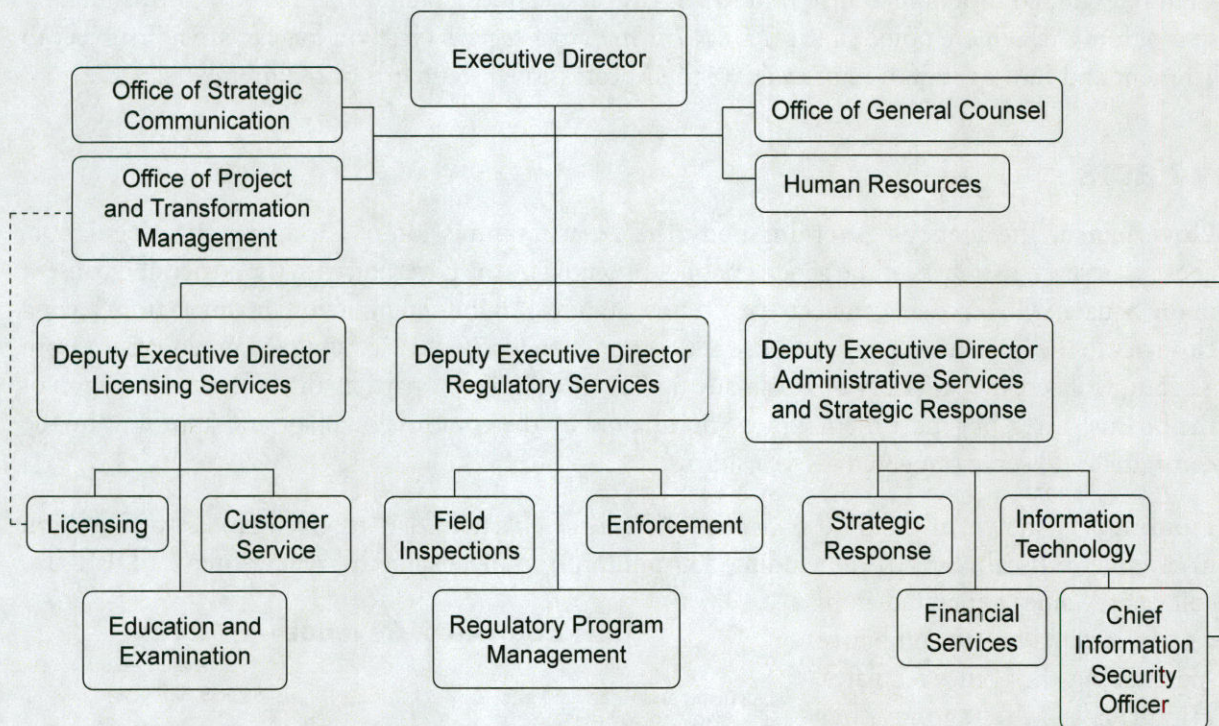 Executive Director
Office of Strategic
Communication
Office of General Counsel
Office of Project
and Transformation
Management
Human Resources
Deputy Executive Director
Licensing Services
Deputy Executive Director
Regulatory Services
Deputy Executive Director
Administrative Services
and Strategic Response
Licensing
Customer
Service
Field
Inspections
Enforcement
Strategic
Response
Information
Technology
Education and
Examination
Regulatory Program
Management
Financial
Services
Chief
Information
Security
Officer